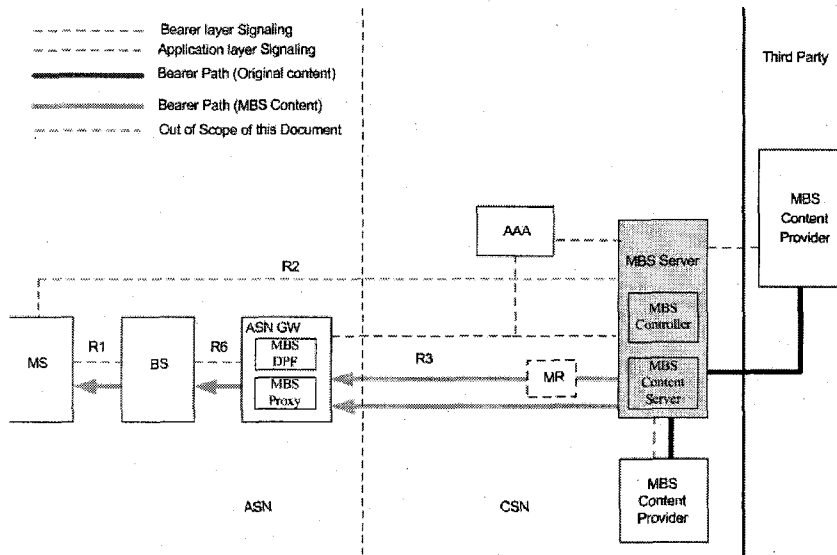 Bearer layer Signaling
Application layer Signaling
Bearer Path (Original content)
Bearer Path (MBS Content)
Out of Scope of this Document
Third Party
MBS
Content
Provider
AAA
MBS Server
R2
MBS
Controller
ASN GW
MBS
DPF
MBS
Proxy
MS
R1
BS
R6
R3
MR
MBS
Content
Server
MBS
Content
Provider
ASN
CSN